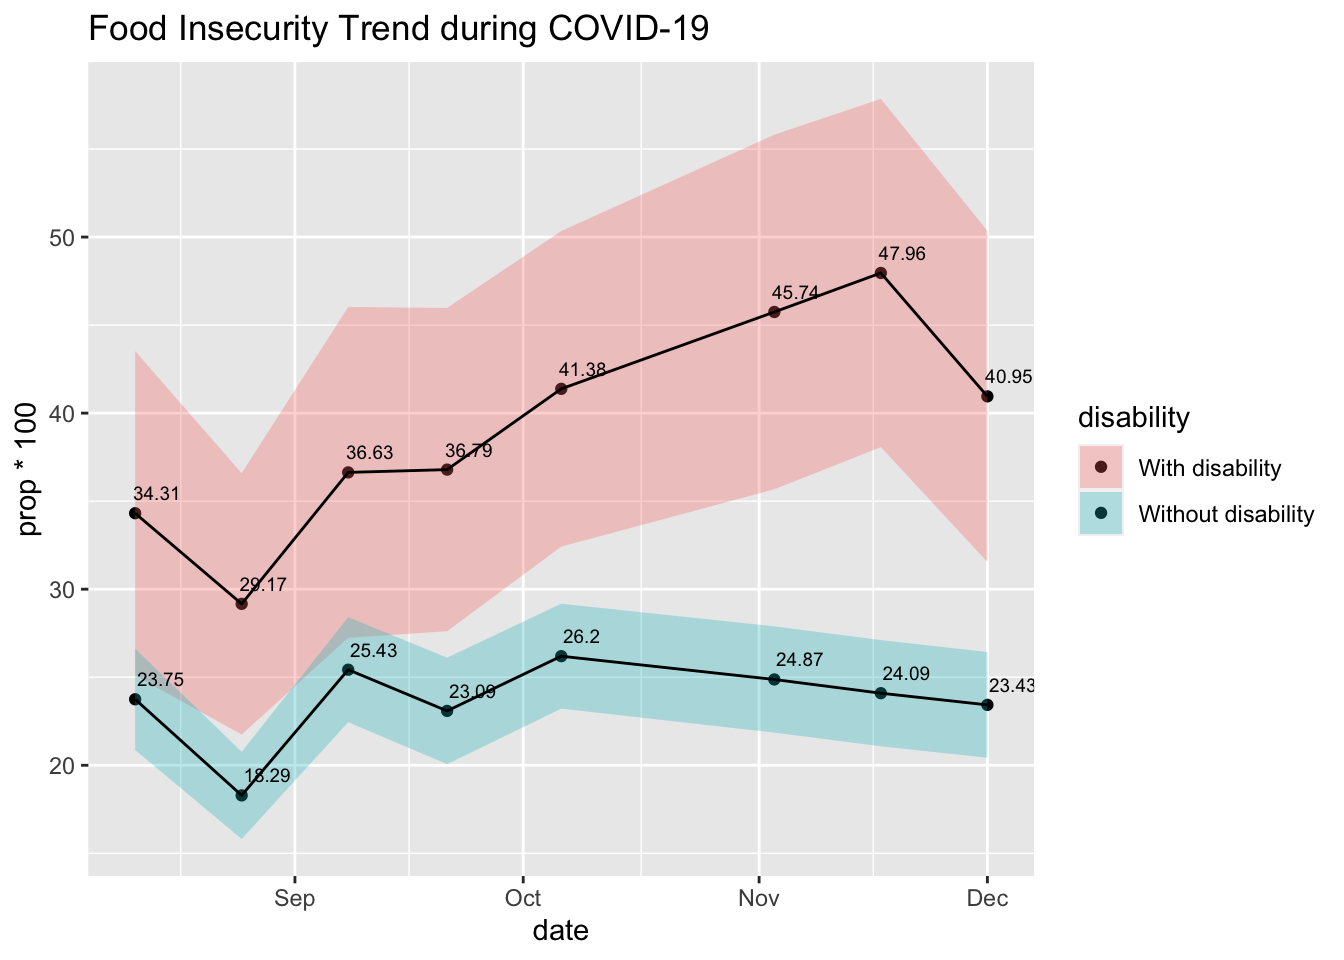 Food Insecurity Trend during COVID-19
prop * 100
50
40
30
20
34.31
29.17
36.63
36.79
41.38
45.74
47.96
40.95
23.75
18.29
25.43
23.09
26.2
24.87
24.09
23.43
Sep
Oct
Nov
Dec
date
disability
With disability
Without disability